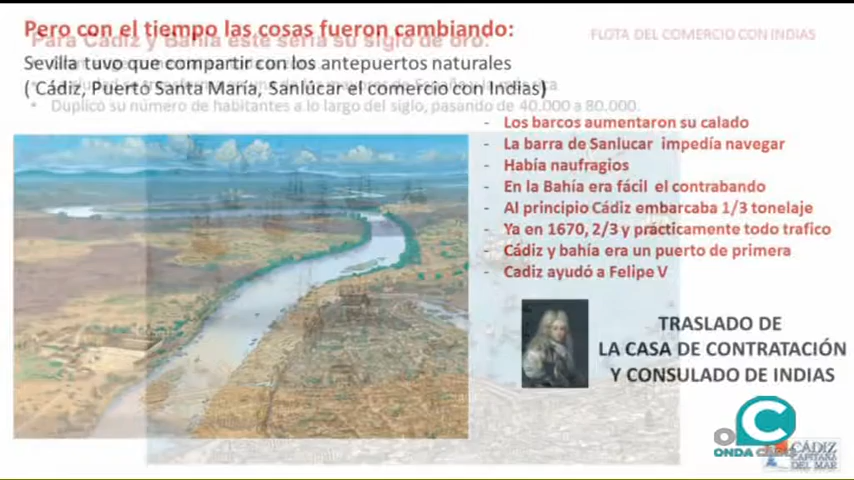 Pero con el tiempo las cosas fueron cambiando:
Para Cádiz y Bahía este sería su siglo de oro:
FLOTA DEL COMERCIO CON INDIAS
Sevilla tuvo que compartir con los antepuertos naturales
( Cádiz, Puerto Santa María, Sanlúcar el comercio con Indias)
Duplicó su número de habitantes a lo largo del siglo, pasando de 40.000 a 80.000.
- Los barcos aumentaron su calado
- La barra de Sanlucar impedía navegar
- Había naufragios
- En la Bahía era fácil el contrabando
- Al principio Cádiz embarcaba 1/3 tonelaje
- Ya en 1670, 2/3 y prácticamente todo trafico
- Cádiz y bahía era un puerto de primera
- Cadiz ayudó a Felipe V
TRASLADO DE
LA CASA DE CONTRATACIÓN
Y CONSULADO DE INDIAS
ONDA CÁDIZ
CÁDIZ
CAPITANA
DEL MAR